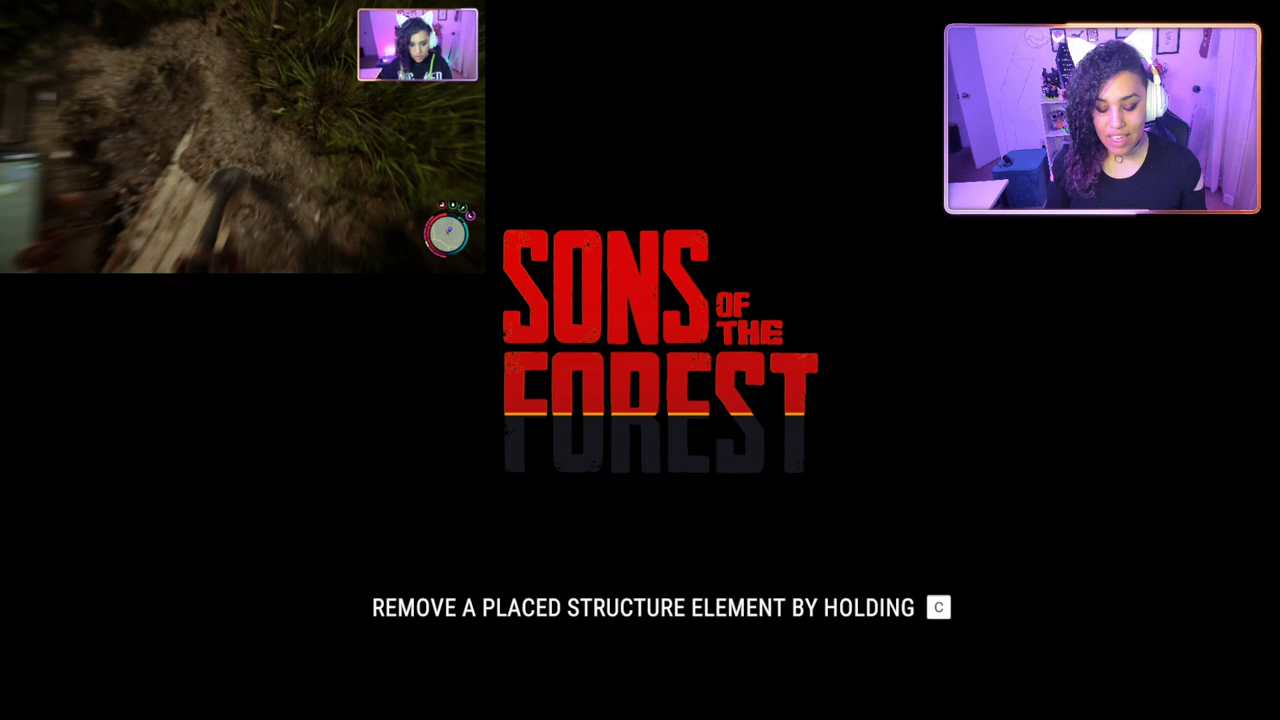 SONS
OF
THE
FOREST
REMOVE A PLACED STRUCTURE ELEMENT BY HOLDING C